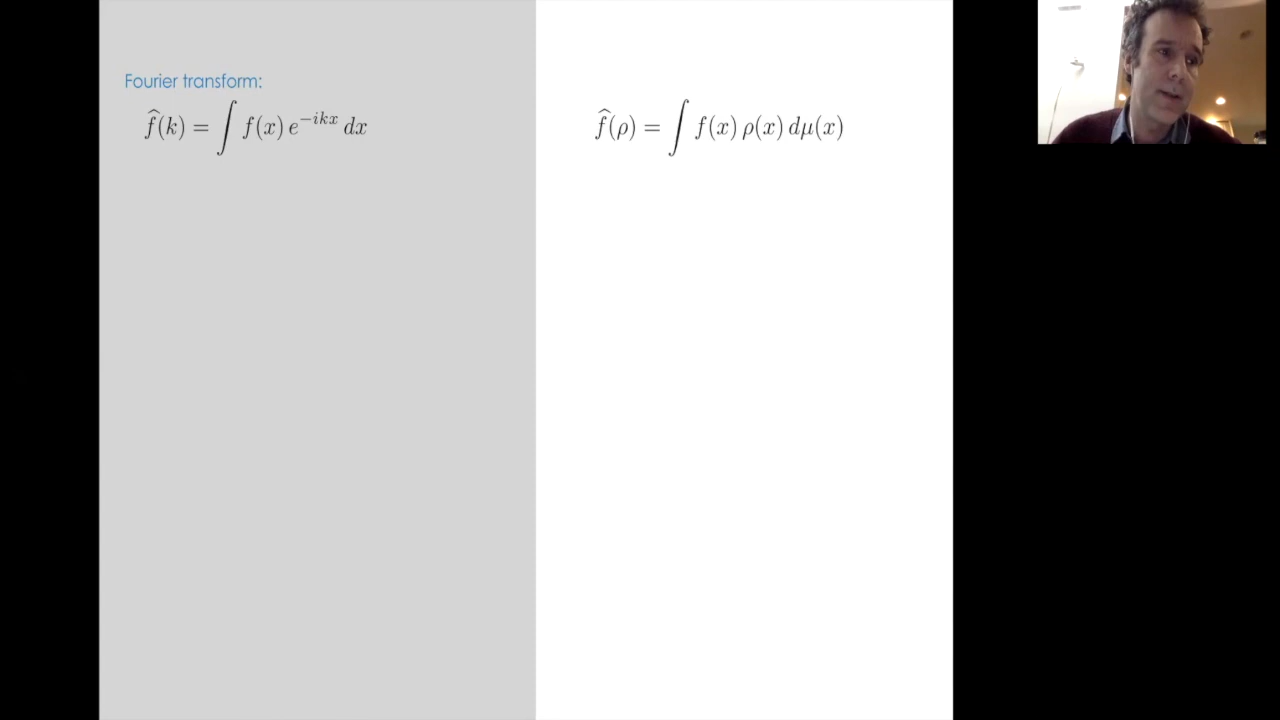 Fourier transform:
$\widehat{f}(k) = \int f(x)\, e^{-ikx}\, dx$
$\widehat{f}(\rho) = \int f(x)\, \rho(x)\, d\mu(x)$